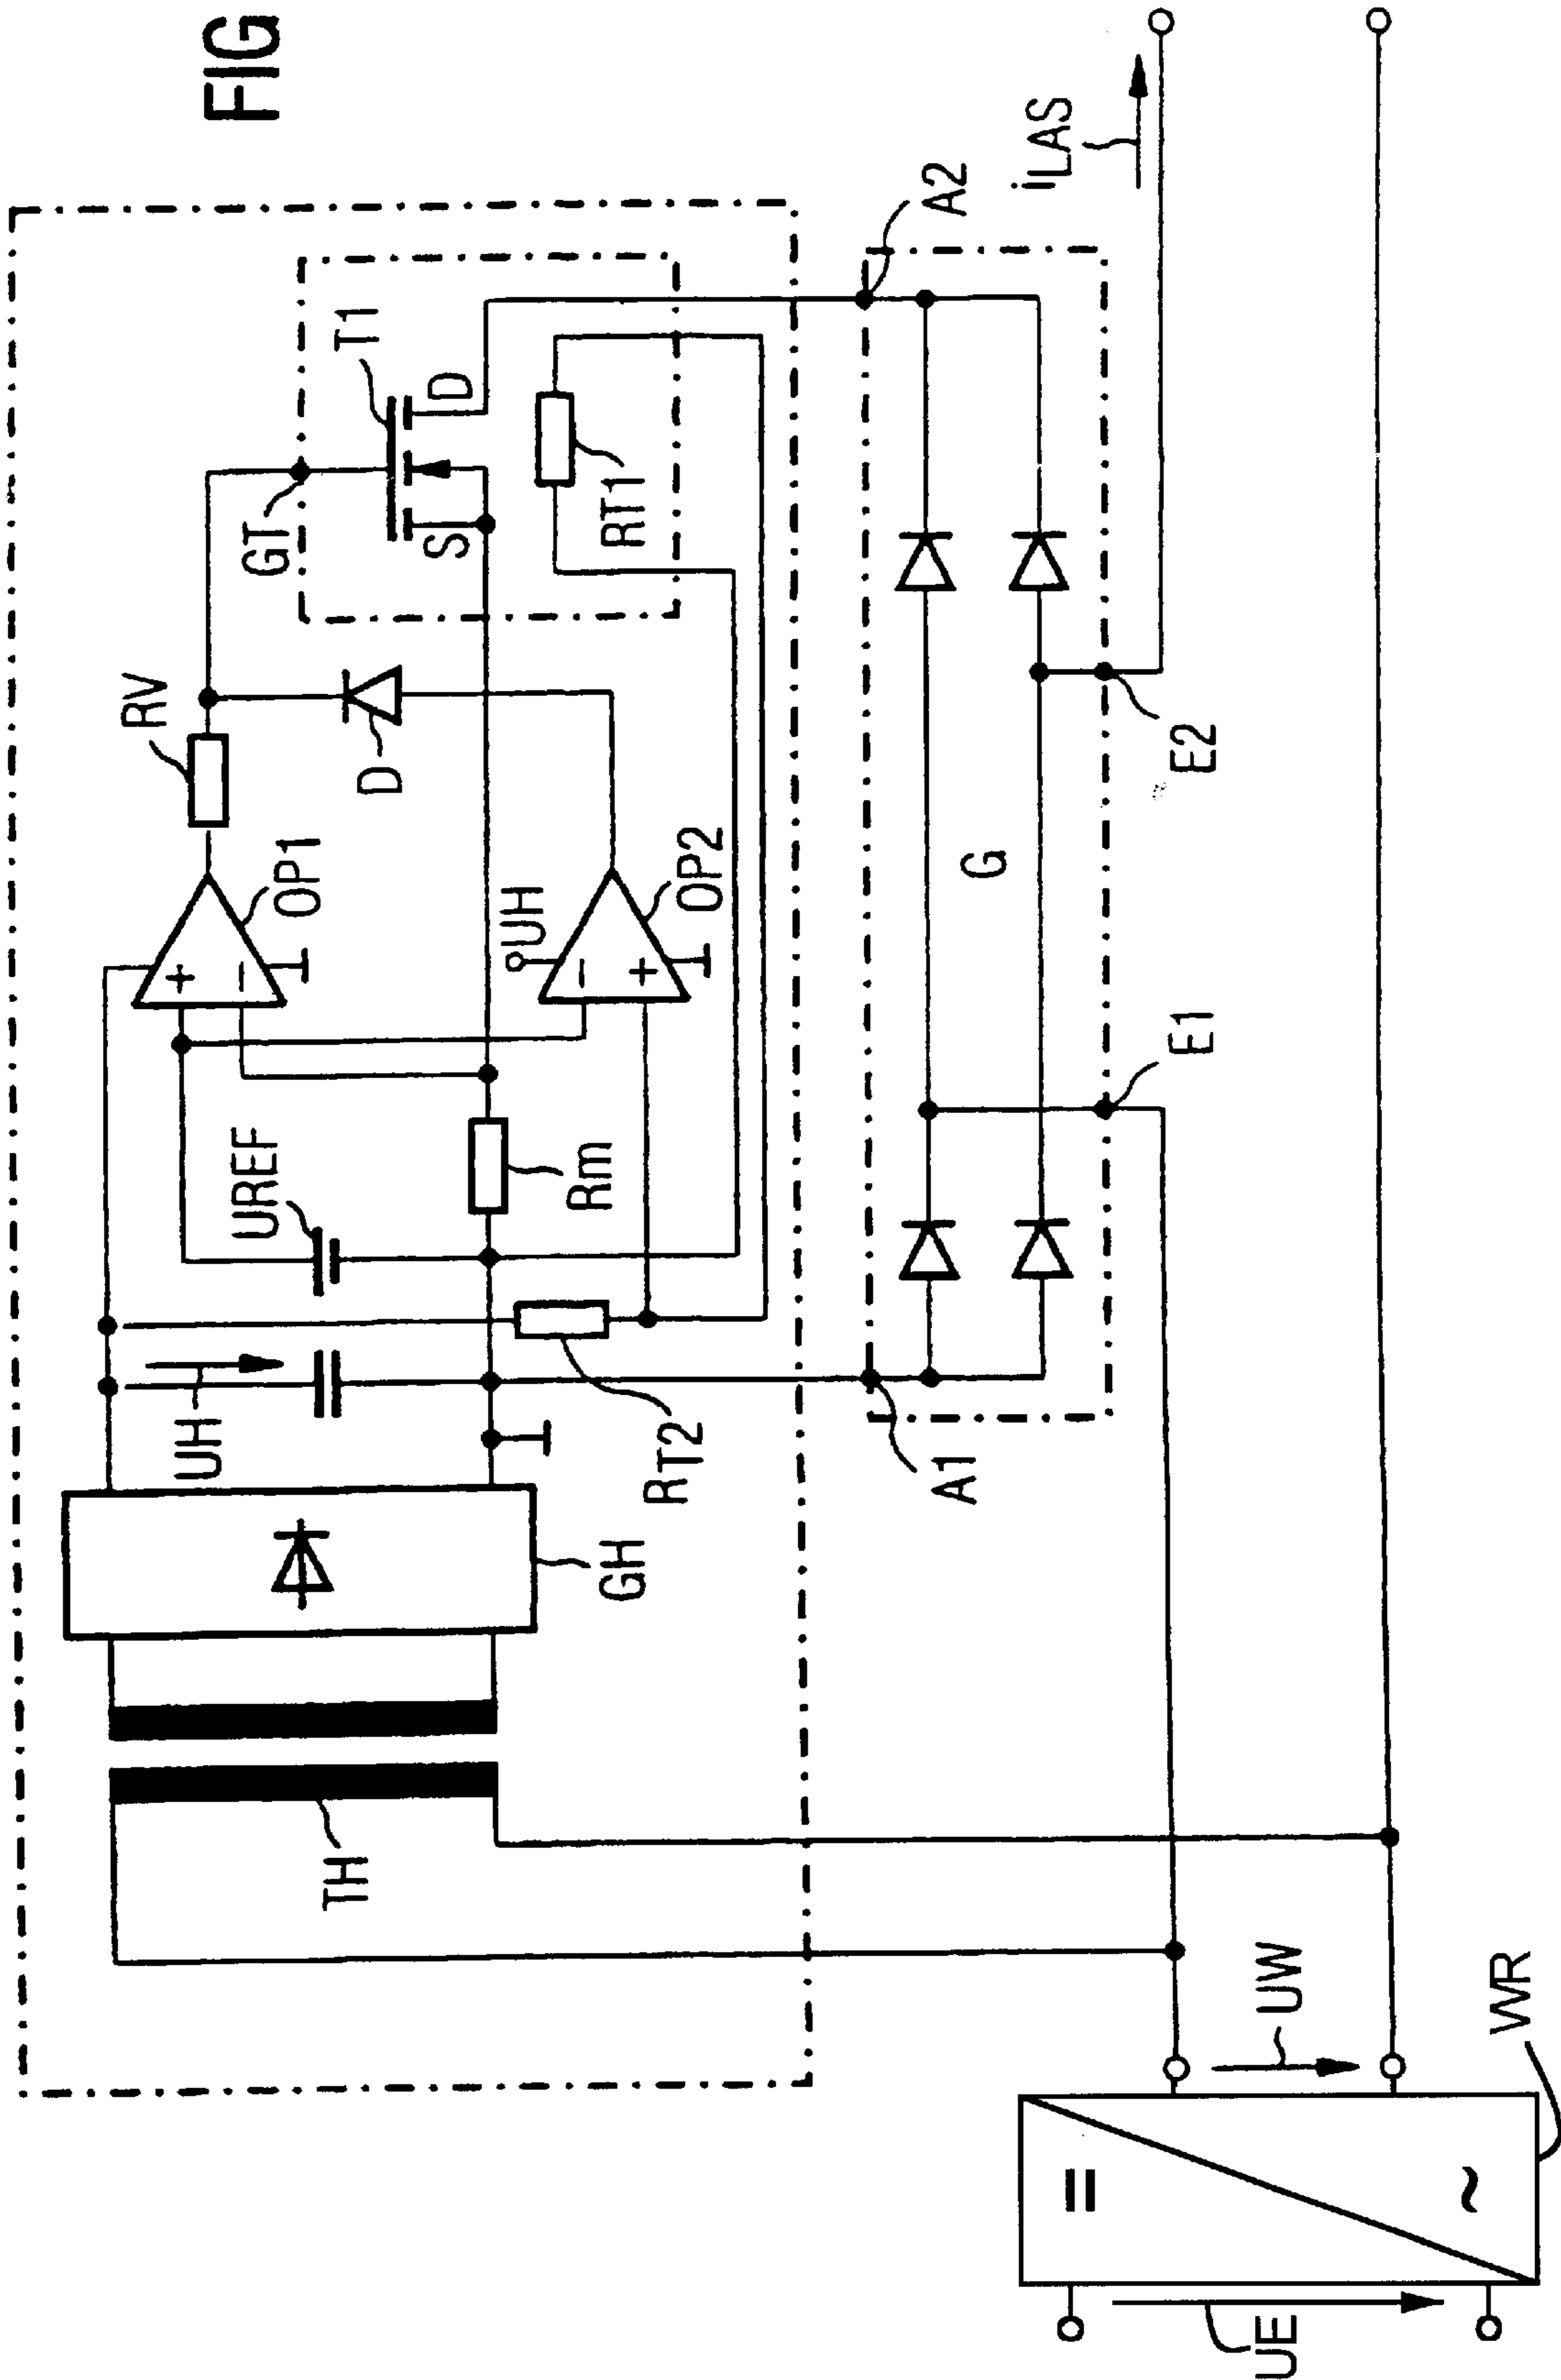 FIG
UH
UREF
+
−
OP1
RV
GT
T1
S
D
D
RT1
UH
−
+
OP2
Rm
RT2
GH
TH
A1
A2
G
E1
E2
iLAS
UW
WR
UE
=
~